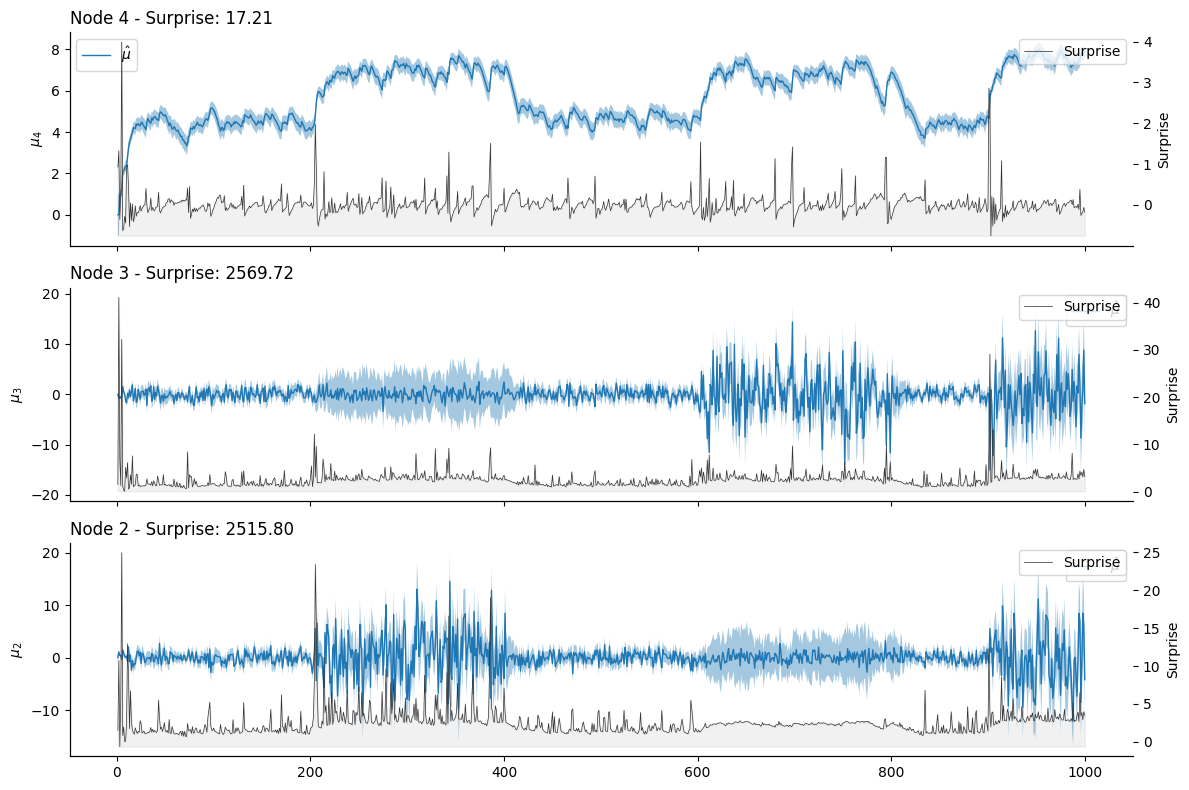 Node 4 - Surprise: 17.21
μ̂
Surprise
8
6
4
2
0
μ₄
4
3
2
1
0
Surprise
Node 3 - Surprise: 2569.72
Surprise
μ̂
20
10
0
−10
−20
μ₃
40
30
20
10
0
Surprise
Node 2 - Surprise: 2515.80
Surprise
μ̂
20
10
0
−10
μ₂
25
20
15
10
5
0
Surprise
0 200 400 600 800 1000